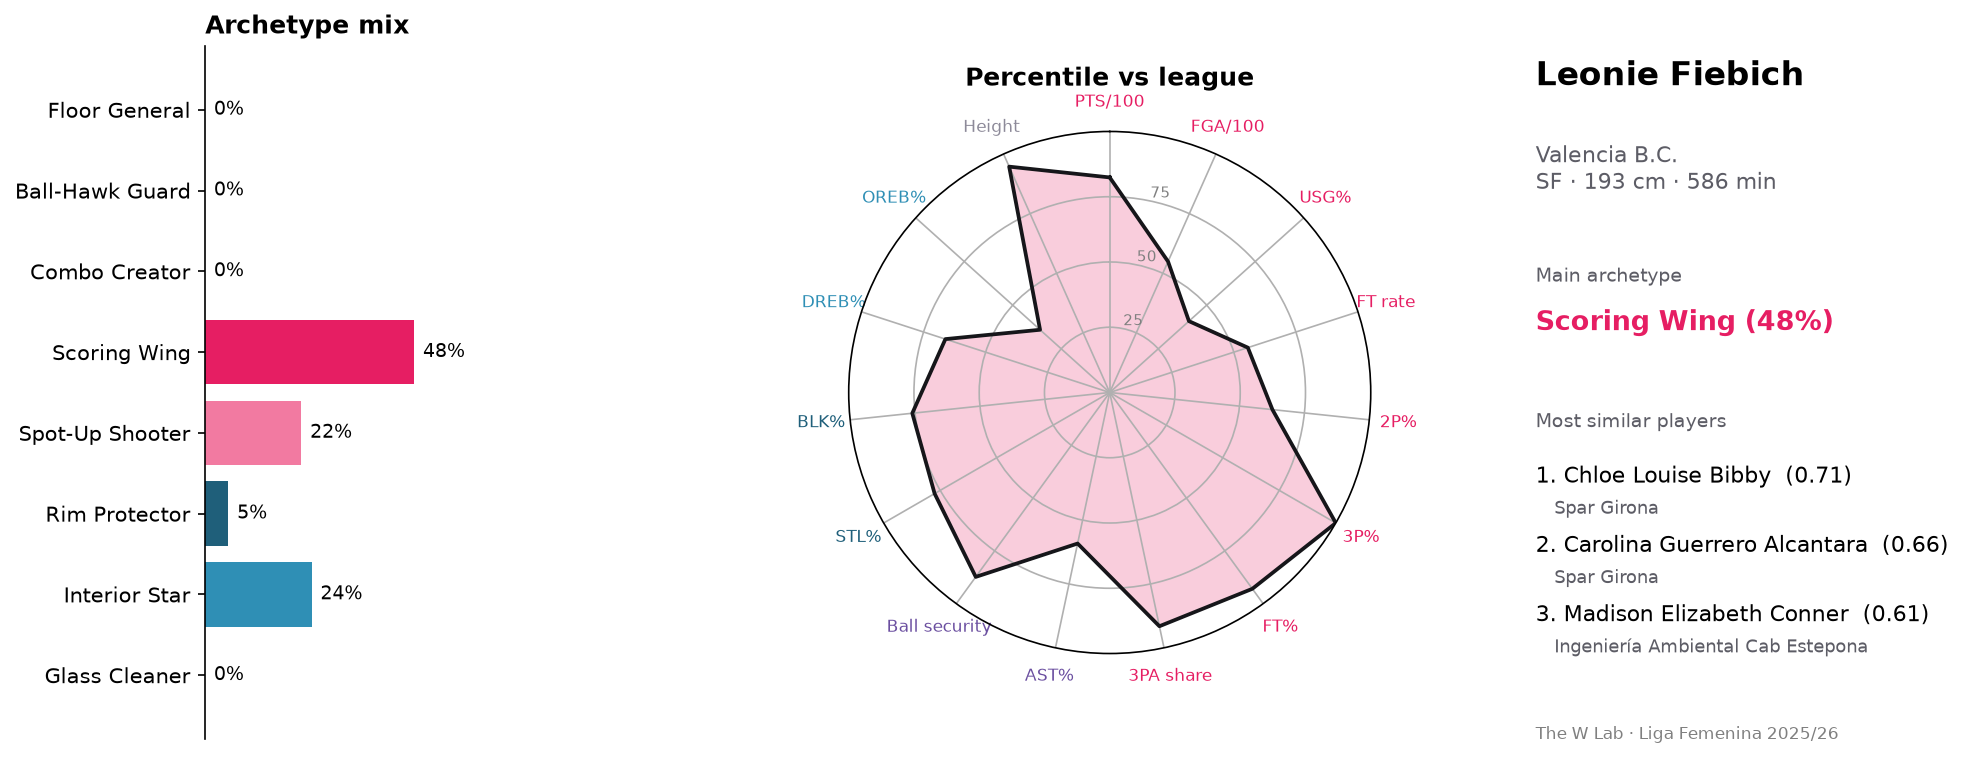 Archetype mix
Floor General 0%
Ball-Hawk Guard 0%
Combo Creator 0%
Scoring Wing 48%
Spot-Up Shooter 22%
Rim Protector 5%
Interior Star 24%
Glass Cleaner 0%
Percentile vs league
PTS/100
FGA/100
USG%
FT rate
2P%
3P%
FT%
3PA share
AST%
Ball security
STL%
BLK%
DREB%
OREB%
Height
75
50
25
Leonie Fiebich
Valencia B.C.
SF · 193 cm · 586 min
Main archetype
Scoring Wing (48%)
Most similar players
1. Chloe Louise Bibby (0.71)
Spar Girona
2. Carolina Guerrero Alcantara (0.66)
Spar Girona
3. Madison Elizabeth Conner (0.61)
Ingeniería Ambiental Cab Estepona
The W Lab · Liga Femenina 2025/26